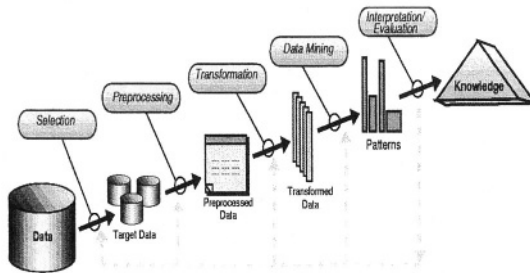 Interpretation/
Evaluation
Data Mining
Transformation
Preprocessing
Selection
Knowledge
Patterns
Transformed
Data
Preprocessed
Data
Target Data
Data